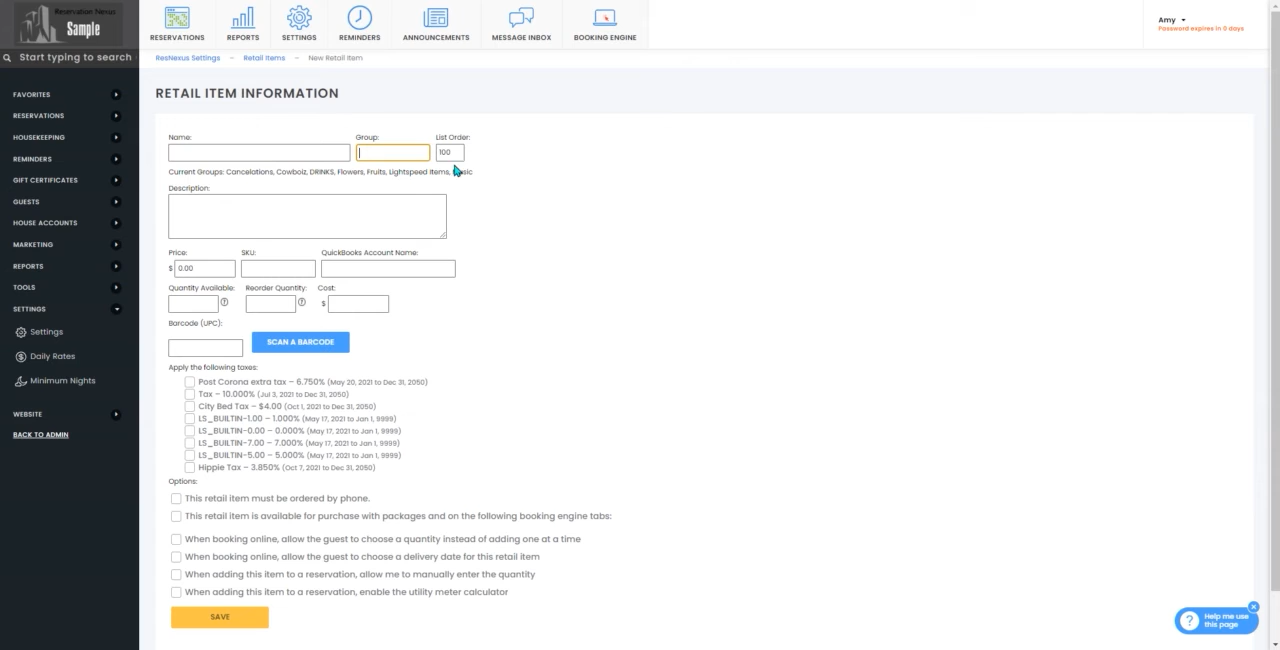 Reservation Nexus
Sample
RESERVATIONS
REPORTS
SETTINGS
REMINDERS
ANNOUNCEMENTS
MESSAGE INBOX
BOOKING ENGINE
Amy
Password expires in 0 days
Start typing to search
ResNexus Settings – Retail Items – New Retail Item
FAVORITES
RESERVATIONS
HOUSEKEEPING
REMINDERS
GIFT CERTIFICATES
GUESTS
HOUSE ACCOUNTS
MARKETING
REPORTS
TOOLS
SETTINGS
Settings
Daily Rates
Minimum Nights
WEBSITE
BACK TO ADMIN
RETAIL ITEM INFORMATION
Name: Group: List Order:
100
Current Groups: Cancelations, Cowbolz, DRINKS, Flowers, Fruits, Lightspeed Items,
Description:
Price: SKU: QuickBooks Account Name:
$ 0.00
Quantity Available: Reorder Quantity: Cost:
? ? $
Barcode (UPC):
SCAN A BARCODE
Apply the following taxes:
Post Corona extra tax – 6.750% (May 20, 2021 to Dec 31, 2050)
Tax – 10.000% (Jul 3, 2021 to Dec 31, 2050)
City Bed Tax – $4.00 (Oct 1, 2021 to Dec 31, 2050)
LS_BUILTIN-1.00 – 1.000% (May 17, 2021 to Jan 1, 9999)
LS_BUILTIN-0.00 – 0.000% (May 17, 2021 to Jan 1, 9999)
LS_BUILTIN-7.00 – 7.000% (May 17, 2021 to Jan 1, 9999)
LS_BUILTIN-5.00 – 5.000% (May 17, 2021 to Jan 1, 9999)
Hippie Tax – 3.850% (Oct 7, 2021 to Dec 31, 2050)
Options:
This retail item must be ordered by phone.
This retail item is available for purchase with packages and on the following booking engine tabs:
When booking online, allow the guest to choose a quantity instead of adding one at a time
When booking online, allow the guest to choose a delivery date for this retail item
When adding this item to a reservation, allow me to manually enter the quantity
When adding this item to a reservation, enable the utility meter calculator
SAVE
? Help me use
this page